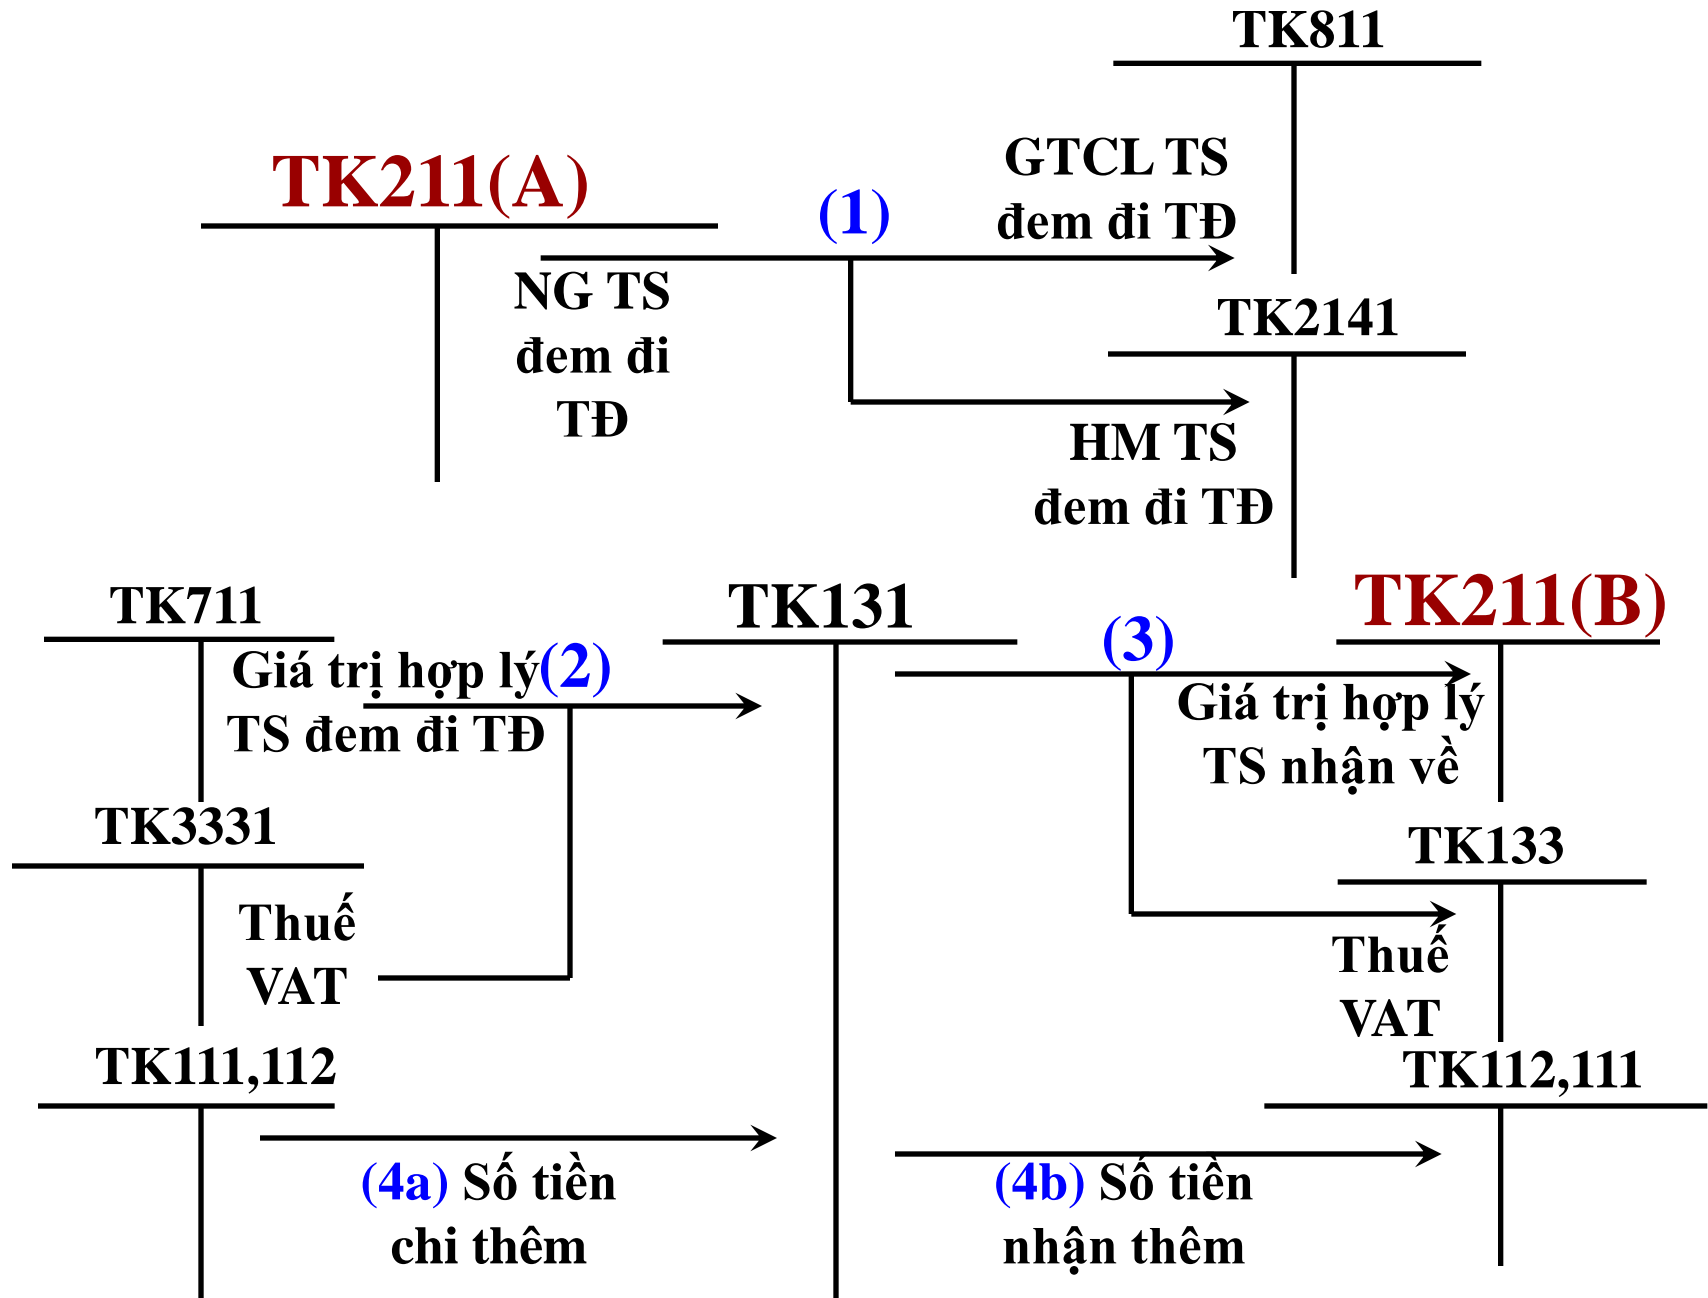 TK811
GTCL TS
đem đi TĐ
TK211(A)
(1)
NG TS
đem đi
TĐ
TK2141
HM TS
đem đi TĐ
TK711
Giá trị hợp lý
TS đem đi TĐ
(2)
TK131
(3)
TK211(B)
Giá trị hợp lý
TS nhận về
TK3331
Thuế
VAT
TK133
Thuế
VAT
TK111,112
(4a) Số tiền
chi thêm
TK112,111
(4b) Số tiền
nhận thêm